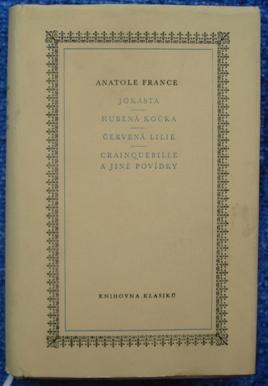 ANATOLE FRANCE
JOKASTA
HUBENÁ KOČKA
ČERVENÁ LILIE
CRAINQUEBILLE
A JINÉ POVÍDKY
KNIHOVNA KLASIKŮ